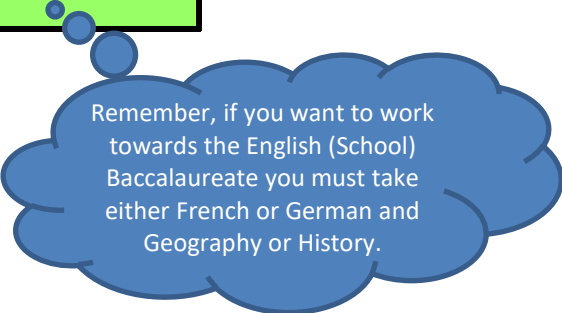 Remember, if you want to work
towards the English (School)
Baccalaureate you must take
either French or German and
Geography or History.